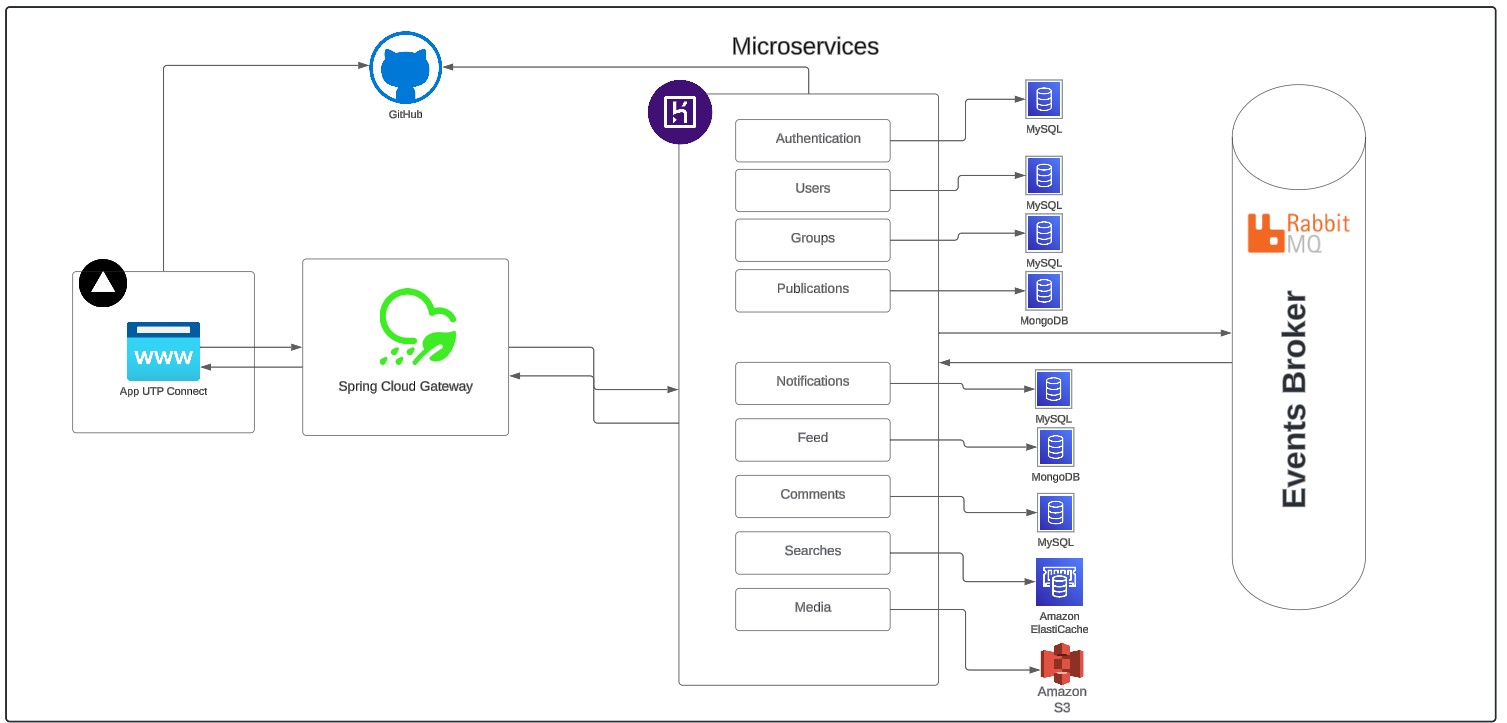 Microservices
GitHub
Authentication
MySQL
Users
MySQL
Groups
MySQL
Publications
MongoDB
Rabbit
MQ
Events Broker
www
App UTP Connect
Spring Cloud Gateway
Notifications
MySQL
Feed
MongoDB
Comments
MySQL
Searches
Amazon
ElastiCache
Media
Amazon
S3